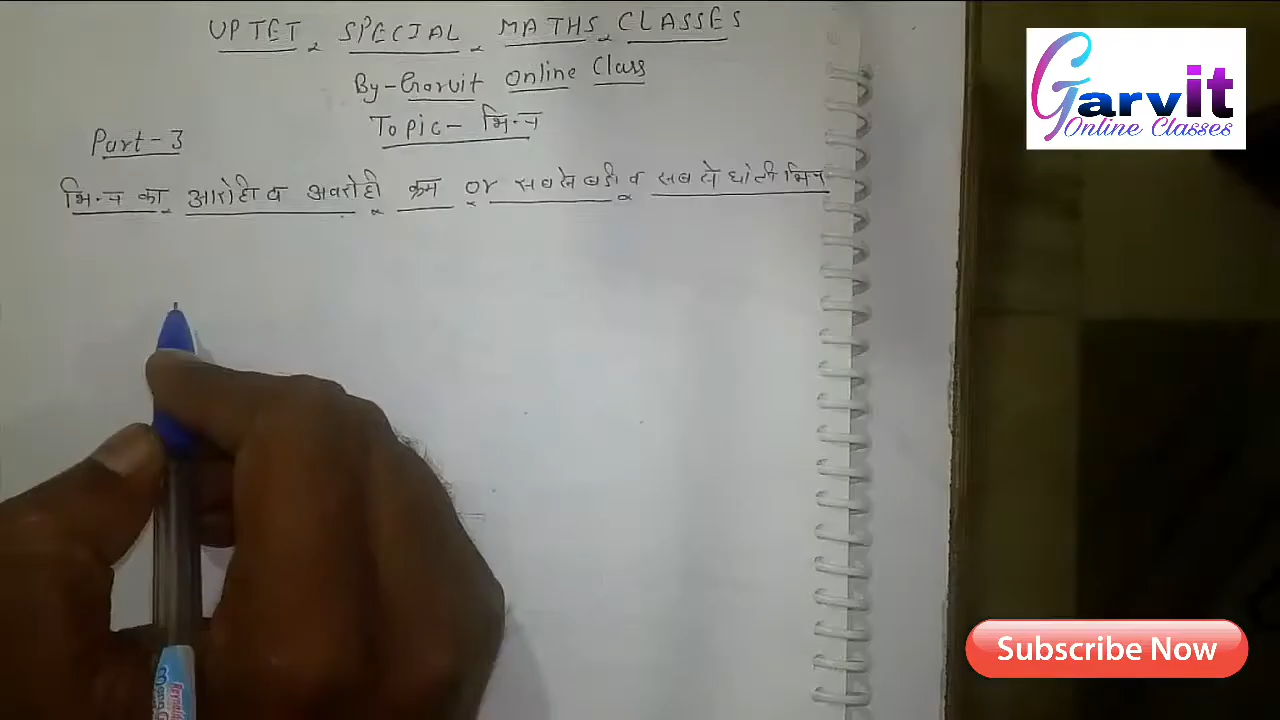 UPTET SPECIAL MATHS CLASSES
By-Garvit Online Class
Topic- भिन्न
Part-3
भिन्न का आरोही व अवरोही क्रम or सबसे बडी व सबसे छोटी भिन्न
Garvit
Online Classes
Subscribe Now